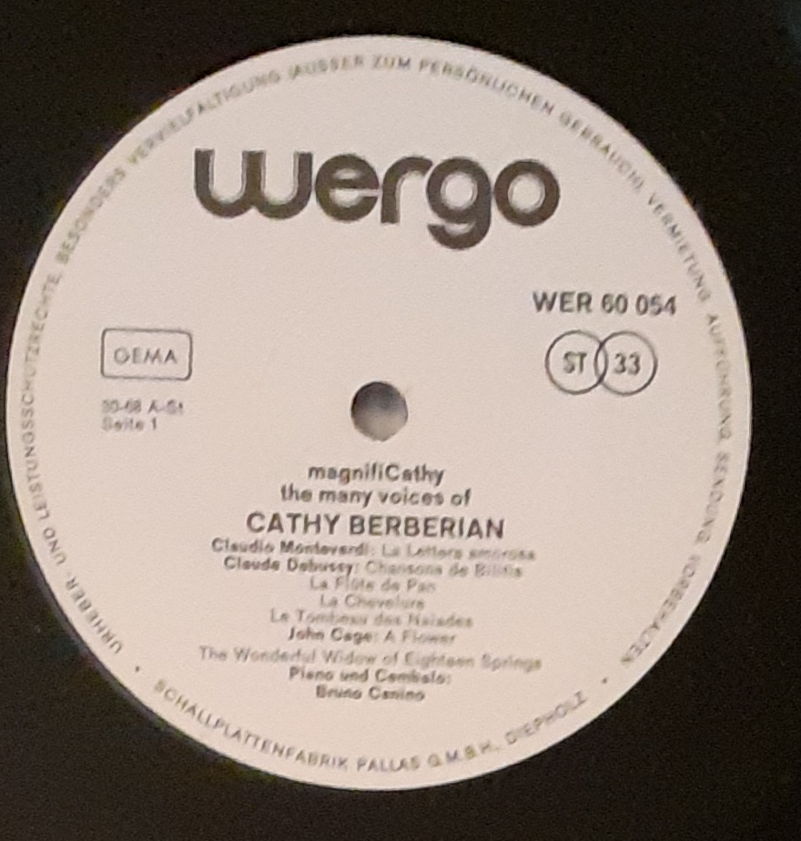 URHEBER- UND LEISTUNGSSCHUTZRECHTE, BESONDERS VERVIELFÄLTIGUNG (AUSSER ZUM PERSÖNLICHEN GEBRAUCH), VERMIETUNG, AUFFÜHRUNG, SENDUNG, VORBEHALTEN
wergo
WER 60 054
GEMA
ST 33
60-68 A-St
Seite 1
magnifiCathy
the many voices of
CATHY BERBERIAN
Claudio Monteverdi: La Lettera amorosa
Claude Debussy: Chansons de Bilitis
La Flûte de Pan
La Chevelure
Le Tombeau des Naiades
John Cage: A Flower
The Wonderful Widow of Eighteen Springs
Piano und Cembalo:
Bruno Canino
SCHALLPLATTENFABRIK PALLAS G.M.B.H., DIEPHOLZ